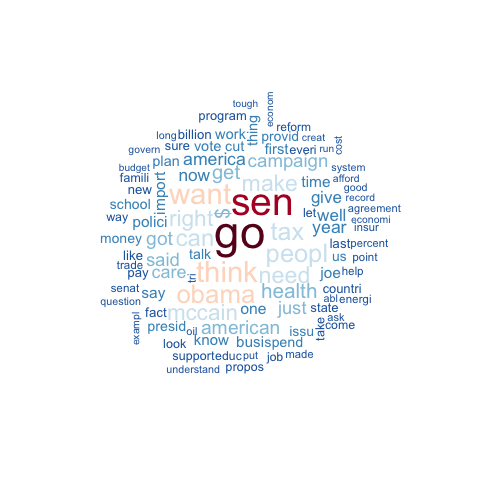 tough
econom
program
thing
reform
long
billion
work
provid
creat
cost
govern
sure
vote
cut
first
everi
run
budget
plan
america
campaign
system
famili
import
now
get
make
time
afford
new
want
sen
give
good
record
school
right
$
let
well
agreement
way
polici
go
tax
year
economi
insur
money
got
can
peopl
last
percent
like
said
talk
us
point
trade
pay
care
tri
think
need
joe
help
senat
say
obama
health
countri
question
abl
energi
fact
mccain
one
just
state
exampl
presid
oil
american
issu
take
ask
come
look
know
busi
spend
support
educ
put
job
made
understand
propos